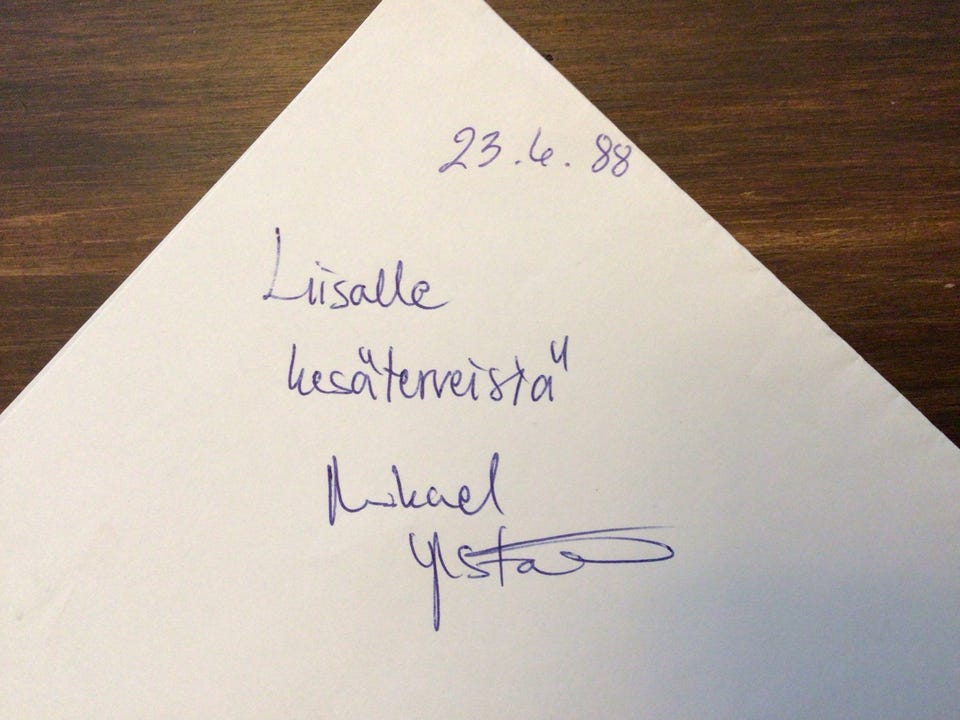 23.6. 88
Liisalle
kesäterveistä
Mikael